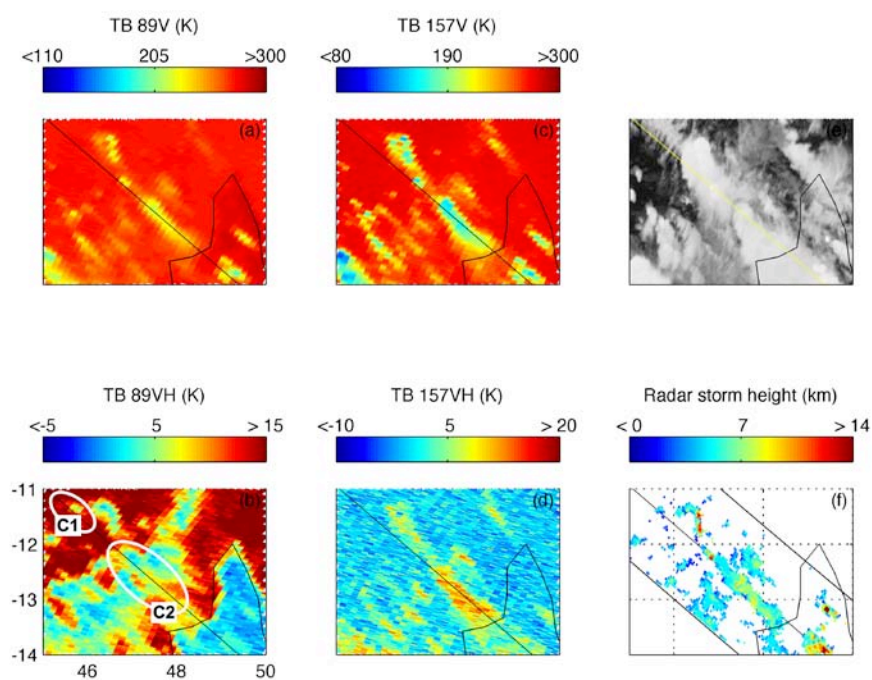 TB 89V (K)
<110 205 >300
(a)
TB 157V (K)
<80 190 >300
(c)
(e)
TB 89VH (K)
<-5 5 > 15
-11
-12
-13
-14
46 48 50
(b)
C1
C2
TB 157VH (K)
<-10 5 > 20
(d)
Radar storm height (km)
< 0 7 > 14
(f)